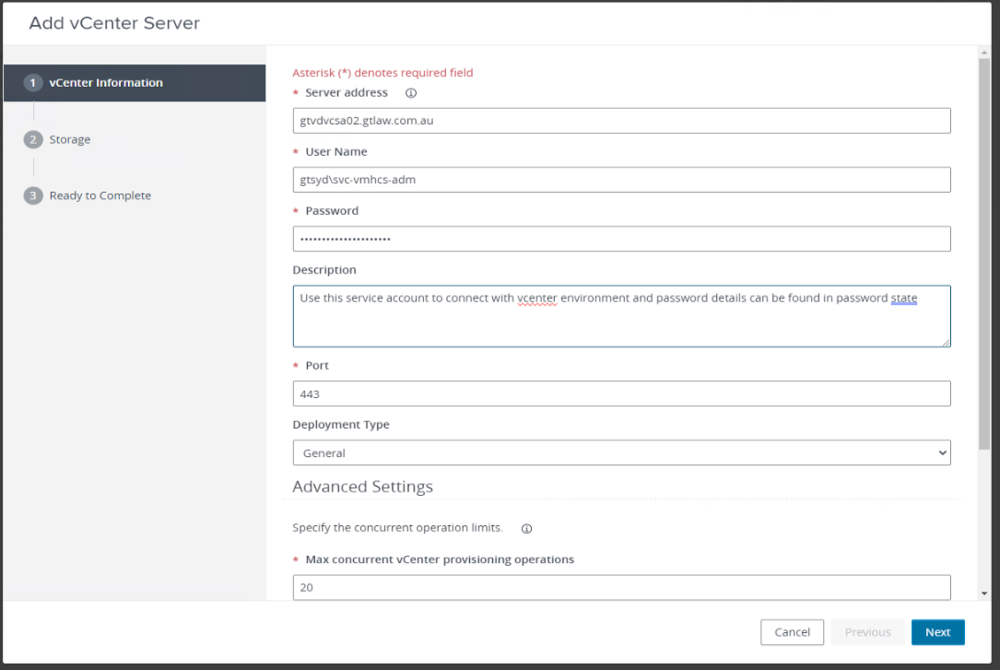 Add vCenter Server
1 vCenter Information
2 Storage
3 Ready to Complete
Asterisk (*) denotes required field
* Server address
gtvdvcsa02.gtlaw.com.au
* User Name
gtsyd\svc-vmhcs-adm
* Password
•••••••••••••••••••••
Description
Use this service account to connect with vcenter environment and password details can be found in password state
* Port
443
Deployment Type
General
Advanced Settings
Specify the concurrent operation limits.
* Max concurrent vCenter provisioning operations
20
Cancel Previous Next